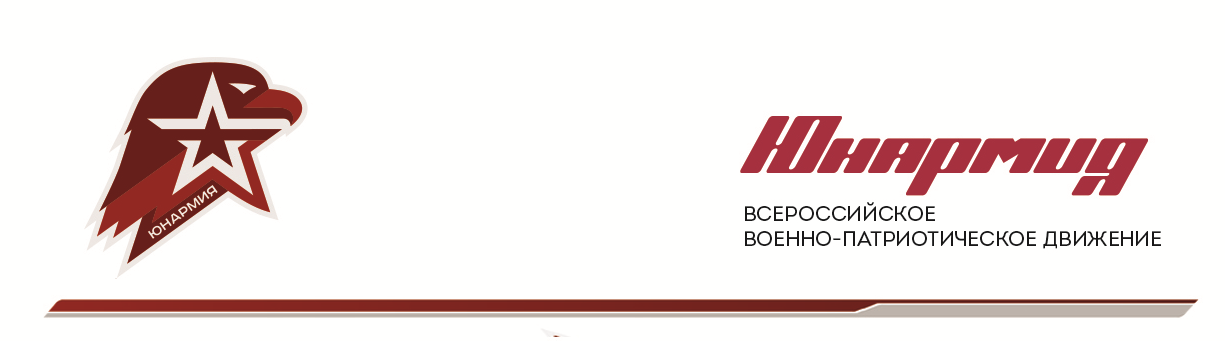 ЮНАРМИЯ
Юнармия
ВСЕРОССИЙСКОЕ
ВОЕННО-ПАТРИОТИЧЕСКОЕ ДВИЖЕНИЕ